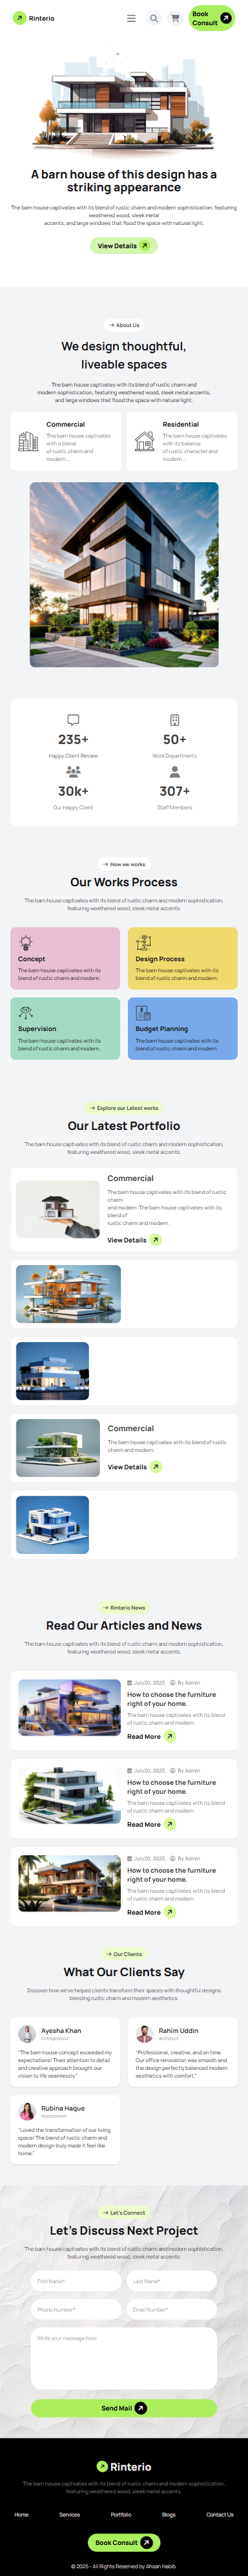 Rinterio
Book
Consult
A barn house of this design has a
striking appearance
The barn house captivates with its blend of rustic charm and modern sophistication, featuring
weathered wood, sleek metal
accents, and large windows that flood the space with natural light.
View Details
About Us
We design thoughtful,
liveable spaces
The barn house captivates with its blend of rustic charm and
modern sophistication, featuring weathered wood, sleek metal accents,
and large windows that flood the space with natural light.
Commercial
The barn house captivates
with a blend
of rustic charm and
modern...
Residential
The barn house captivates
with its balance
of rustic character and
modern...
235+
Happy Client Review
50+
Work Departments
30k+
Our Happy Client
307+
Staff Members
How we works
Our Works Process
The barn house captivates with its blend of rustic charm and modern sophistication,
featuring weathered wood, sleek metal accents.
Concept
The barn house captivates with its
blend of rustic charm and modern.
Design Process
The barn house captivates with its
blend of rustic charm and modern.
Supervision
The barn house captivates with its
blend of rustic charm and modern.
Budget Planning
The barn house captivates with its
blend of rustic charm and modern.
Explore our Latest works
Our Latest Portfolio
The barn house captivates with its blend of rustic charm and modern sophistication,
featuring weathered wood, sleek metal accents.
Commercial
The barn house captivates with its blend of rustic
charm
and modern. The barn house captivates with its
blend of
rustic charm and modern .
View Details
Commercial
The barn house captivates with its blend of rustic
charm and modern.
View Details
Rinterio News
Read Our Articles and News
The barn house captivates with its blend of rustic charm and modern sophistication,
featuring weathered wood, sleek metal accents.
July20, 2025 By Admin
How to choose the furniture
right of your home.
The barn house captivates with its blend
of rustic charm and modern
Read More
July20, 2025 By Admin
How to choose the furniture
right of your home.
The barn house captivates with its blend
of rustic charm and modern
Read More
July20, 2025 By Admin
How to choose the furniture
right of your home.
The barn house captivates with its blend
of rustic charm and modern
Read More
Our Clients
What Our Clients Say
Discover how we've helped clients transform their spaces with thoughtful designs
blending rustic charm and modern aesthetics.
Ayesha Khan
Entrepreneur
"The barn house concept exceeded my
expectations! Their attention to detail
and creative approach brought our
vision to life seamlessly."
Rahim Uddin
Architect
"Professional, creative, and on time.
Our office renovation was smooth and
the design perfectly balanced modern
aesthetics with comfort."
Rubina Haque
Homeowner
"Loved the transformation of our living
space! The blend of rustic charm and
modern design truly made it feel like
home."
Let's Connect
Let's Discuss Next Project
The barn house captivates with its blend of rustic charm and modern sophistication,
featuring weathered wood, sleek metal accents.
First Name*
Last Name*
Phone Number*
Email Number*
Write your message here
Send Mail
Rinterio
The barn house captivates with its blend of rustic charm and modern sophistication,
featuring weathered wood, sleek metal accents.
Home
Services
Portfolio
Blogs
Contact Us
Book Consult
© 2025 - All Rights Reserved by Ahsan Habib.